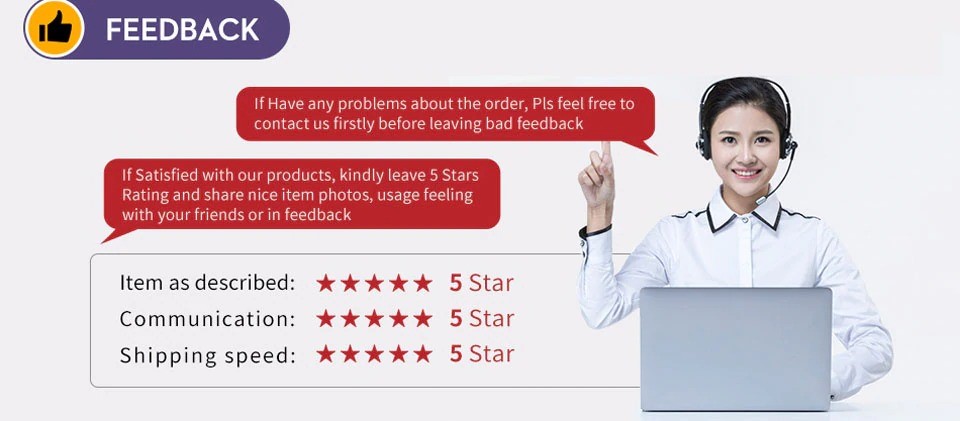 FEEDBACK
If Have any problems about the order, Pls feel free to
contact us firstly before leaving bad feedback
If Satisfied with our products, kindly leave 5 Stars
Rating and share nice item photos, usage feeling
with your friends or in feedback
Item as described: ★★★★★ 5 Star
Communication: ★★★★★ 5 Star
Shipping speed: ★★★★★ 5 Star